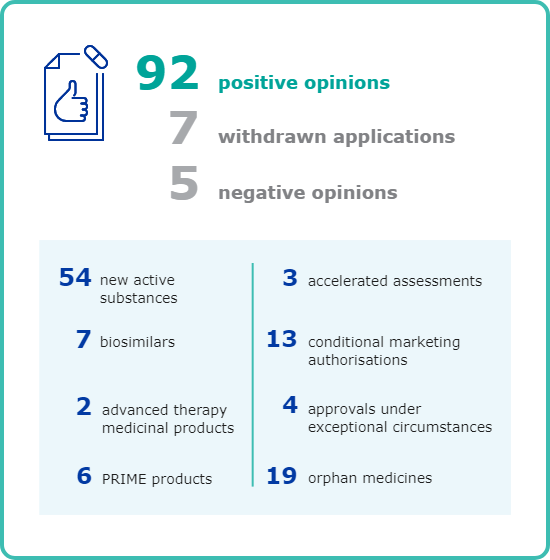 92 positive opinions
7 withdrawn applications
5 negative opinions
54 new active
substances
7 biosimilars
2 advanced therapy
medicinal products
6 PRIME products
3 accelerated assessments
13 conditional marketing
authorisations
4 approvals under
exceptional circumstances
19 orphan medicines